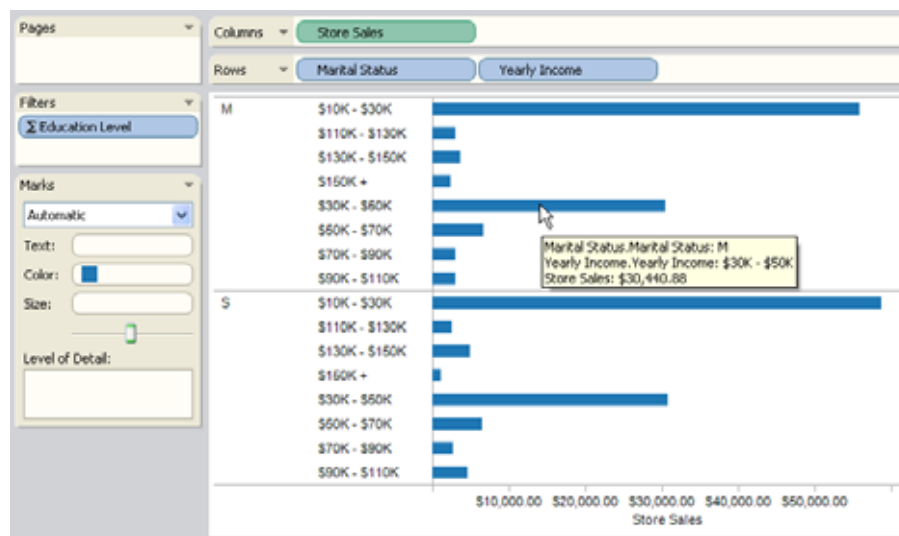 Pages
Columns Store Sales
Rows Marital Status Yearly Income
Filters
Σ Education Level
Marks
Automatic
Text:
Color:
Size:
Level of Detail:
M $10K - $30K
$110K - $130K
$130K - $150K
$150K +
$30K - $50K
$50K - $70K
$70K - $90K
$90K - $110K
Marital Status.Marital Status: M
Yearly Income.Yearly Income: $30K - $50K
Store Sales: $30,440.88
S $10K - $30K
$110K - $130K
$130K - $150K
$150K +
$30K - $50K
$50K - $70K
$70K - $90K
$90K - $110K
$10,000.00 $20,000.00 $30,000.00 $40,000.00 $50,000.00
Store Sales